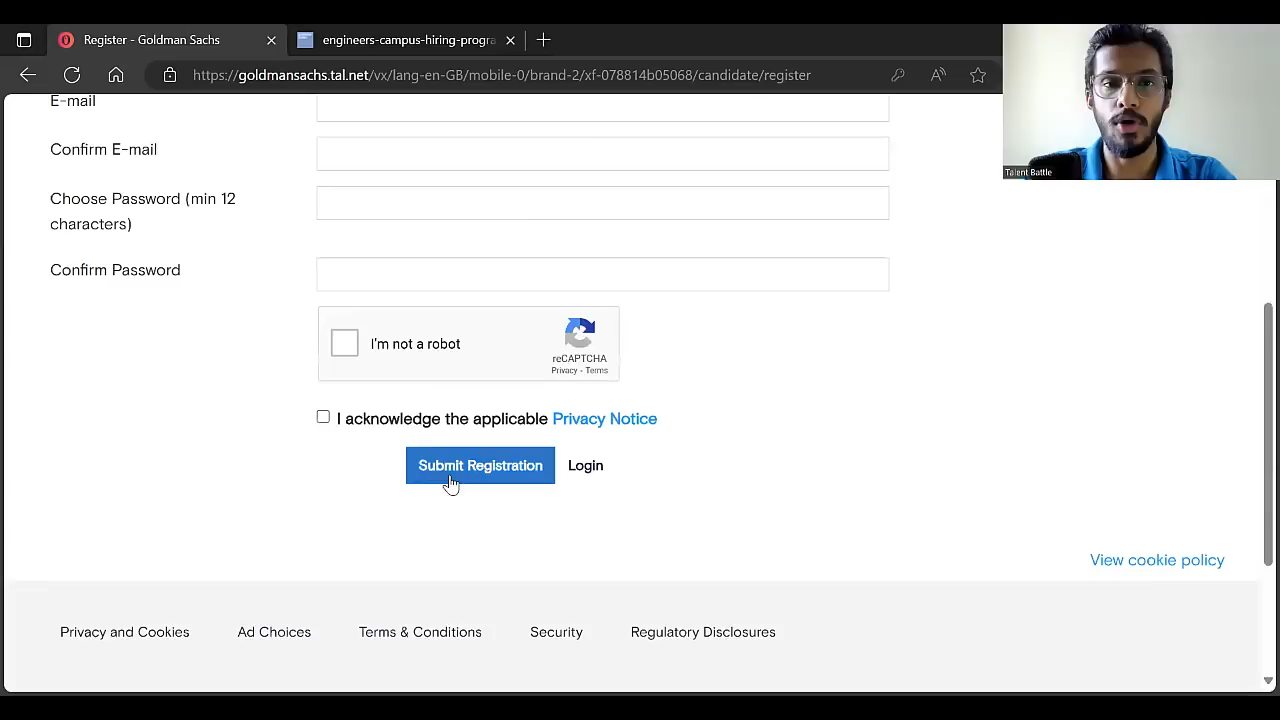 Register - Goldman Sachs
engineers-campus-hiring-progra
https://goldmansachs.tal.net/vx/lang-en-GB/mobile-0/brand-2/xf-078814b05068/candidate/register
Talent Battle
E-mail
Confirm E-mail
Choose Password (min 12
characters)
Confirm Password
I'm not a robot
reCAPTCHA
Privacy - Terms
I acknowledge the applicable Privacy Notice
Submit Registration
Login
View cookie policy
Privacy and Cookies
Ad Choices
Terms & Conditions
Security
Regulatory Disclosures